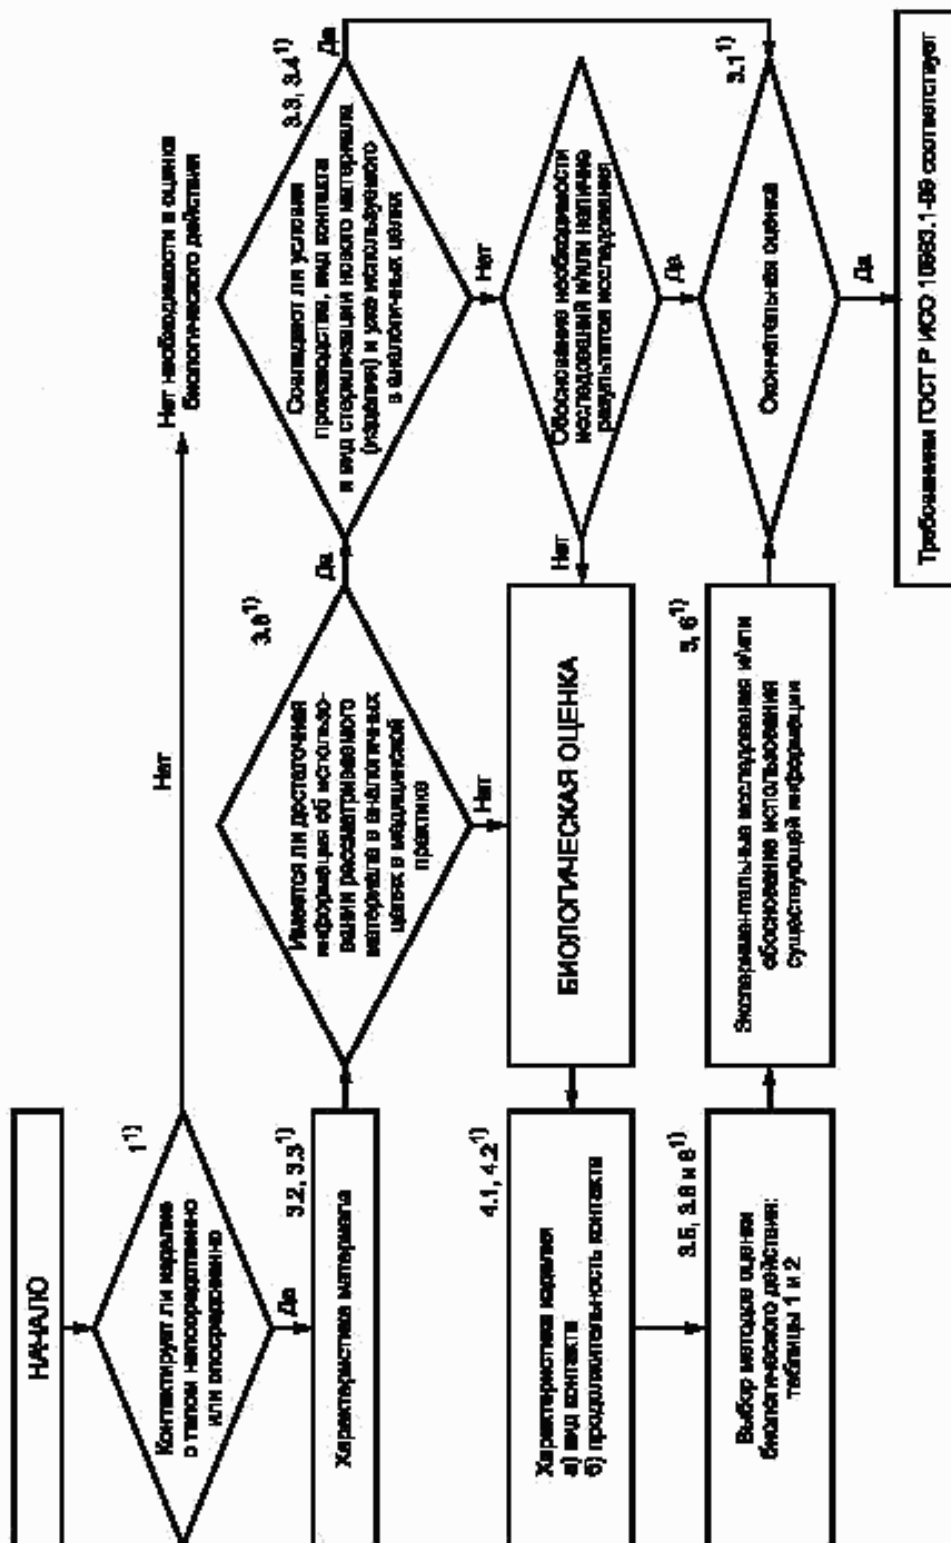 НАЧАЛО
1¹⁾
Контактирует ли изделие
с телом непосредственно
или опосредованно
Нет
Нет необходимости в оценке
биологического действия
Да
3.2, 3.3¹⁾
Характеристика материала
3.8¹⁾
Имеется ли достаточная
информация об использо-
вании рассматриваемого
материала в аналогичных
целях в медицинской
практике
Да
Нет
3.3, 3.4¹⁾
Совпадают ли условия
производства, вид контакта
и вид стерилизации нового материала
(изделия) и уже используемого
в аналогичных целях
Да
Нет
Обоснование необходимости
исследований и/или наличие
результатов исследования
Нет
Да
БИОЛОГИЧЕСКАЯ ОЦЕНКА
4.1, 4.2¹⁾
Характеристика изделия
а) вид контакта
б) продолжительность контакта
3.5, 3.8 и 6¹⁾
Выбор методов оценки
биологического действия:
таблицы 1 и 2
5, 6¹⁾
Экспериментальные исследования и/или
обоснование использования
существующей информации
3.1¹⁾
Окончательная оценка
Да
Требованиям ГОСТ Р ИСО 10993.1-99 соответствует